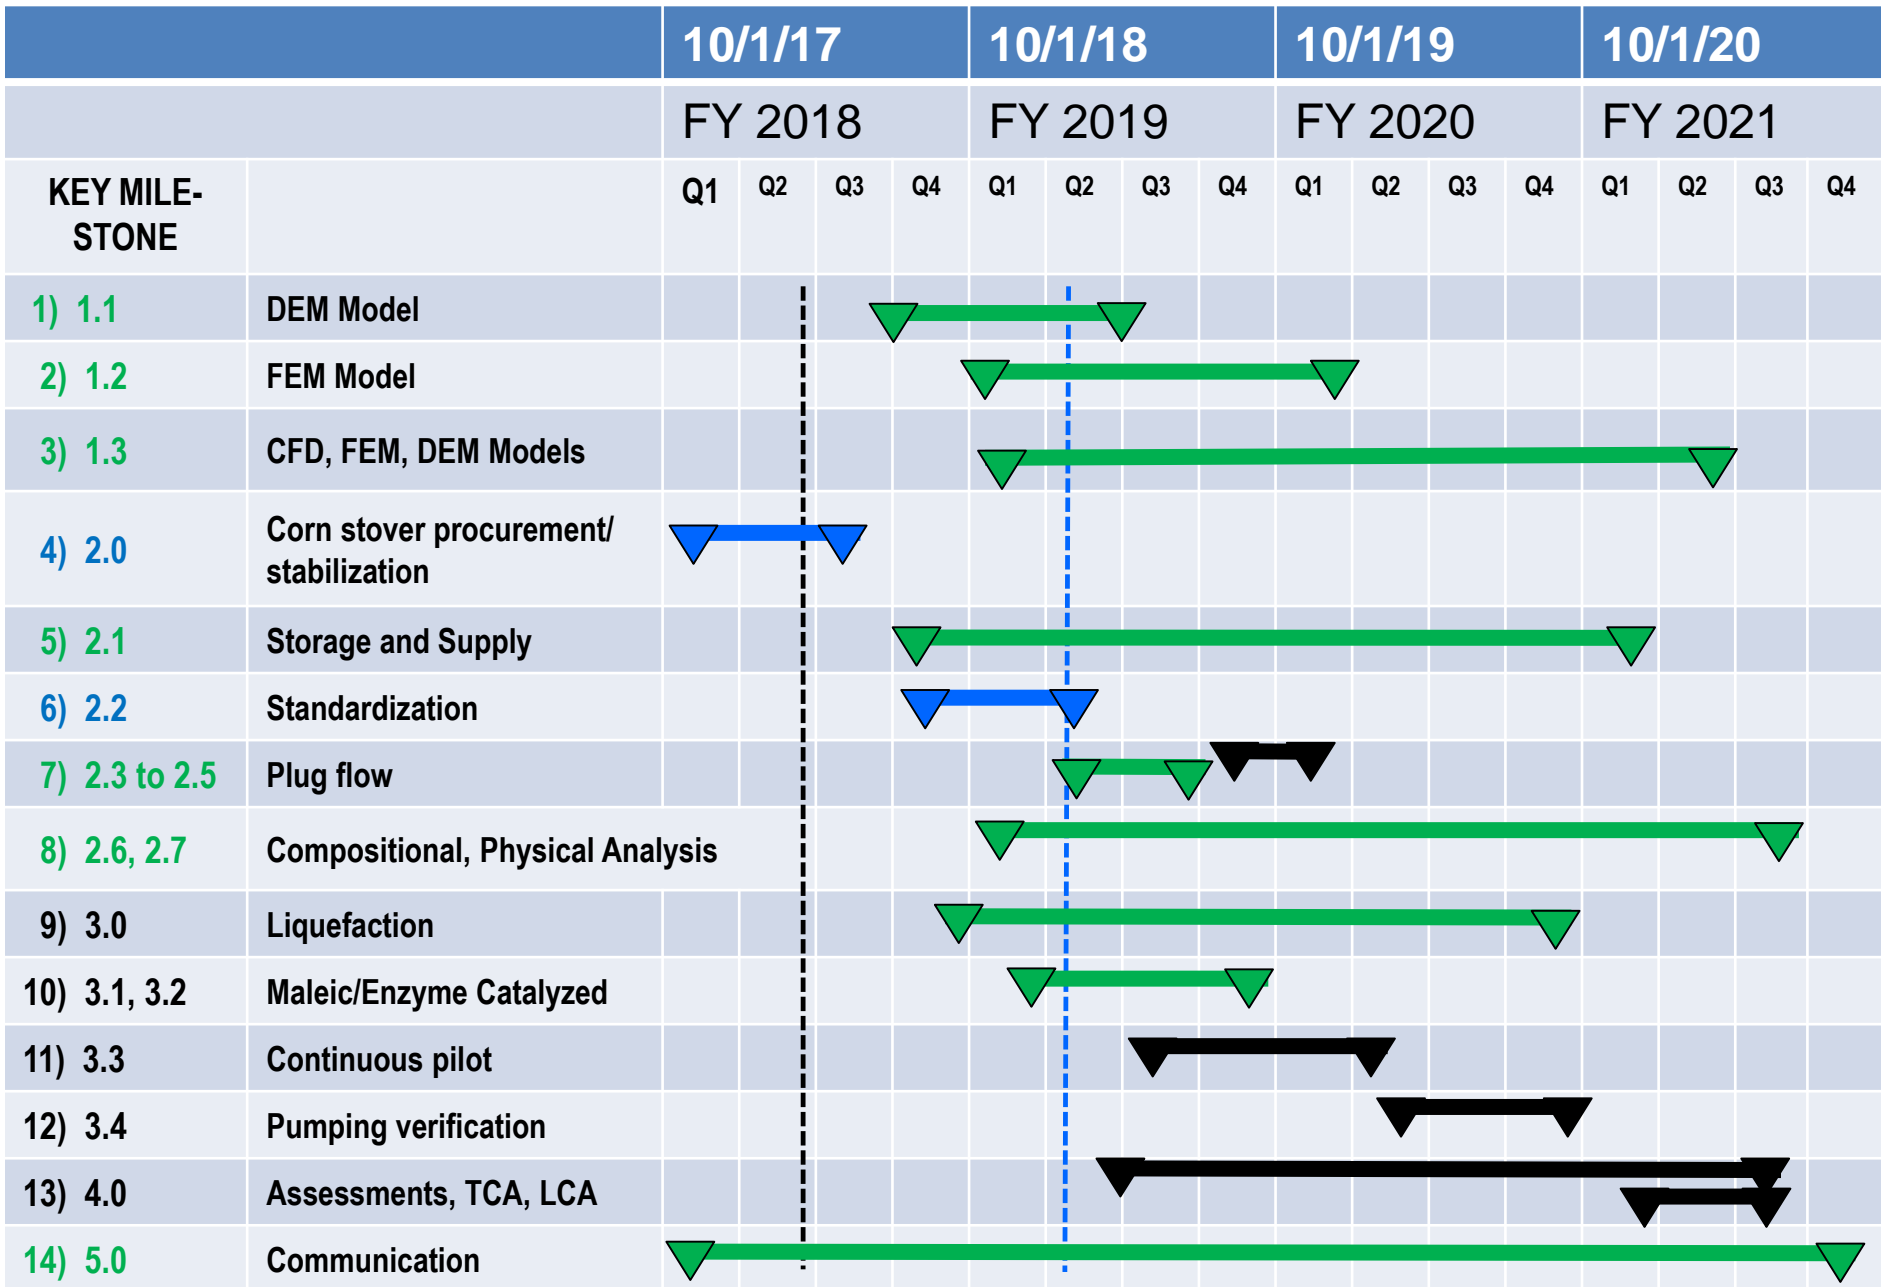 10/1/17 10/1/18 10/1/19 10/1/20
FY 2018 FY 2019 FY 2020 FY 2021
KEY MILE-
STONE
Q1 Q2 Q3 Q4 Q1 Q2 Q3 Q4 Q1 Q2 Q3 Q4 Q1 Q2 Q3 Q4
1) 1.1 DEM Model
2) 1.2 FEM Model
3) 1.3 CFD, FEM, DEM Models
4) 2.0 Corn stover procurement/
stabilization
5) 2.1 Storage and Supply
6) 2.2 Standardization
7) 2.3 to 2.5 Plug flow
8) 2.6, 2.7 Compositional, Physical Analysis
9) 3.0 Liquefaction
10) 3.1, 3.2 Maleic/Enzyme Catalyzed
11) 3.3 Continuous pilot
12) 3.4 Pumping verification
13) 4.0 Assessments, TCA, LCA
14) 5.0 Communication